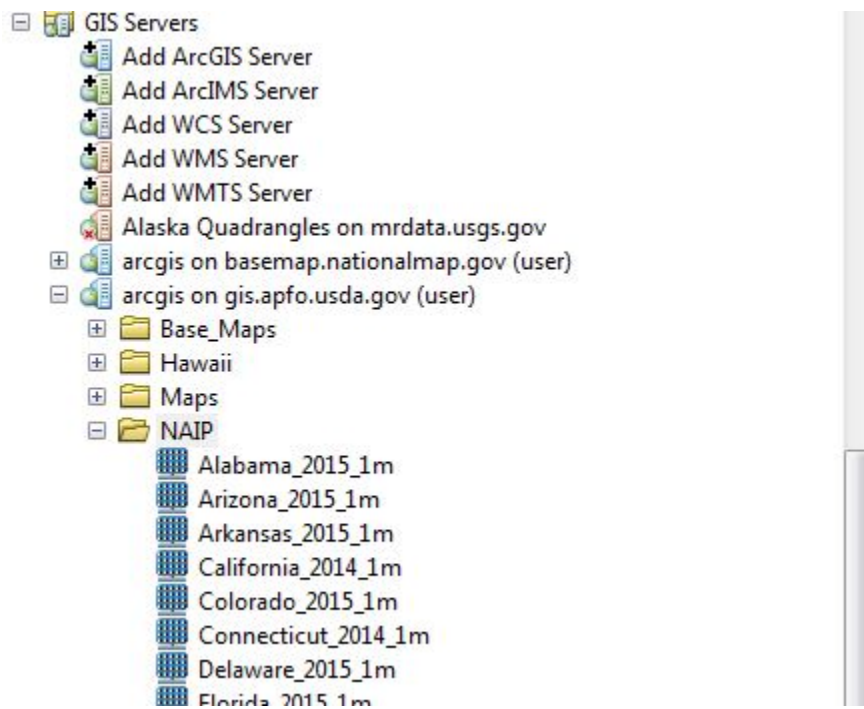 GIS Servers
Add ArcGIS Server
Add ArcIMS Server
Add WCS Server
Add WMS Server
Add WMTS Server
Alaska Quadrangles on mrdata.usgs.gov
arcgis on basemap.nationalmap.gov (user)
arcgis on gis.apfo.usda.gov (user)
Base_Maps
Hawaii
Maps
NAIP
Alabama_2015_1m
Arizona_2015_1m
Arkansas_2015_1m
California_2014_1m
Colorado_2015_1m
Connecticut_2014_1m
Delaware_2015_1m
Florida_2015_1m